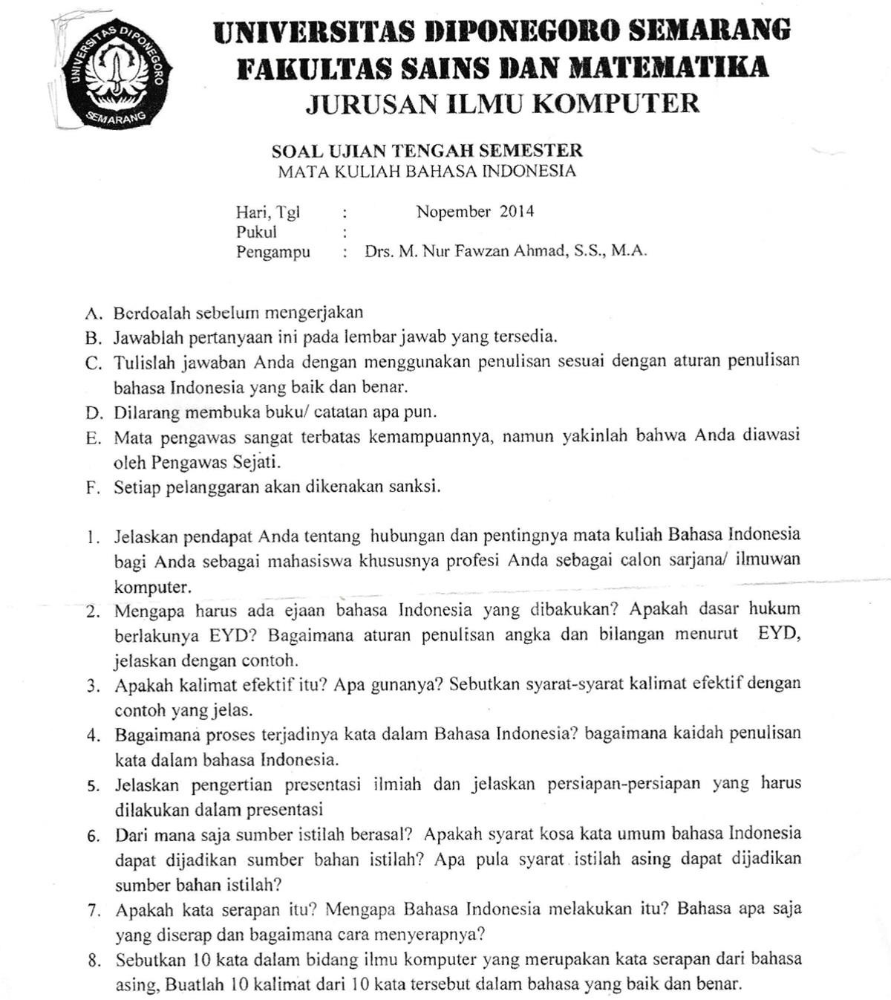 UNIVERSITAS DIPONEGORO
SEMARANG
UNIVERSITAS DIPONEGORO SEMARANG
FAKULTAS SAINS DAN MATEMATIKA
JURUSAN ILMU KOMPUTER
SOAL UJIAN TENGAH SEMESTER
MATA KULIAH BAHASA INDONESIA
Hari, Tgl : Nopember 2014
Pukul :
Pengampu : Drs. M. Nur Fawzan Ahmad, S.S., M.A.
A. Berdoalah sebelum mengerjakan
B. Jawablah pertanyaan ini pada lembar jawab yang tersedia.
C. Tulislah jawaban Anda dengan menggunakan penulisan sesuai dengan aturan penulisan
bahasa Indonesia yang baik dan benar.
D. Dilarang membuka buku/ catatan apa pun.
E. Mata pengawas sangat terbatas kemampuannya, namun yakinlah bahwa Anda diawasi
oleh Pengawas Sejati.
F. Setiap pelanggaran akan dikenakan sanksi.
1. Jelaskan pendapat Anda tentang hubungan dan pentingnya mata kuliah Bahasa Indonesia
bagi Anda sebagai mahasiswa khususnya profesi Anda sebagai calon sarjana/ ilmuwan
komputer.
2. Mengapa harus ada ejaan bahasa Indonesia yang dibakukan? Apakah dasar hukum
berlakunya EYD? Bagaimana aturan penulisan angka dan bilangan menurut EYD,
jelaskan dengan contoh.
3. Apakah kalimat efektif itu? Apa gunanya? Sebutkan syarat-syarat kalimat efektif dengan
contoh yang jelas.
4. Bagaimana proses terjadinya kata dalam Bahasa Indonesia? bagaimana kaidah penulisan
kata dalam bahasa Indonesia.
5. Jelaskan pengertian presentasi ilmiah dan jelaskan persiapan-persiapan yang harus
dilakukan dalam presentasi
6. Dari mana saja sumber istilah berasal? Apakah syarat kosa kata umum bahasa Indonesia
dapat dijadikan sumber bahan istilah? Apa pula syarat istilah asing dapat dijadikan
sumber bahan istilah?
7. Apakah kata serapan itu? Mengapa Bahasa Indonesia melakukan itu? Bahasa apa saja
yang diserap dan bagaimana cara menyerapnya?
8. Sebutkan 10 kata dalam bidang ilmu komputer yang merupakan kata serapan dari bahasa
asing, Buatlah 10 kalimat dari 10 kata tersebut dalam bahasa yang baik dan benar.